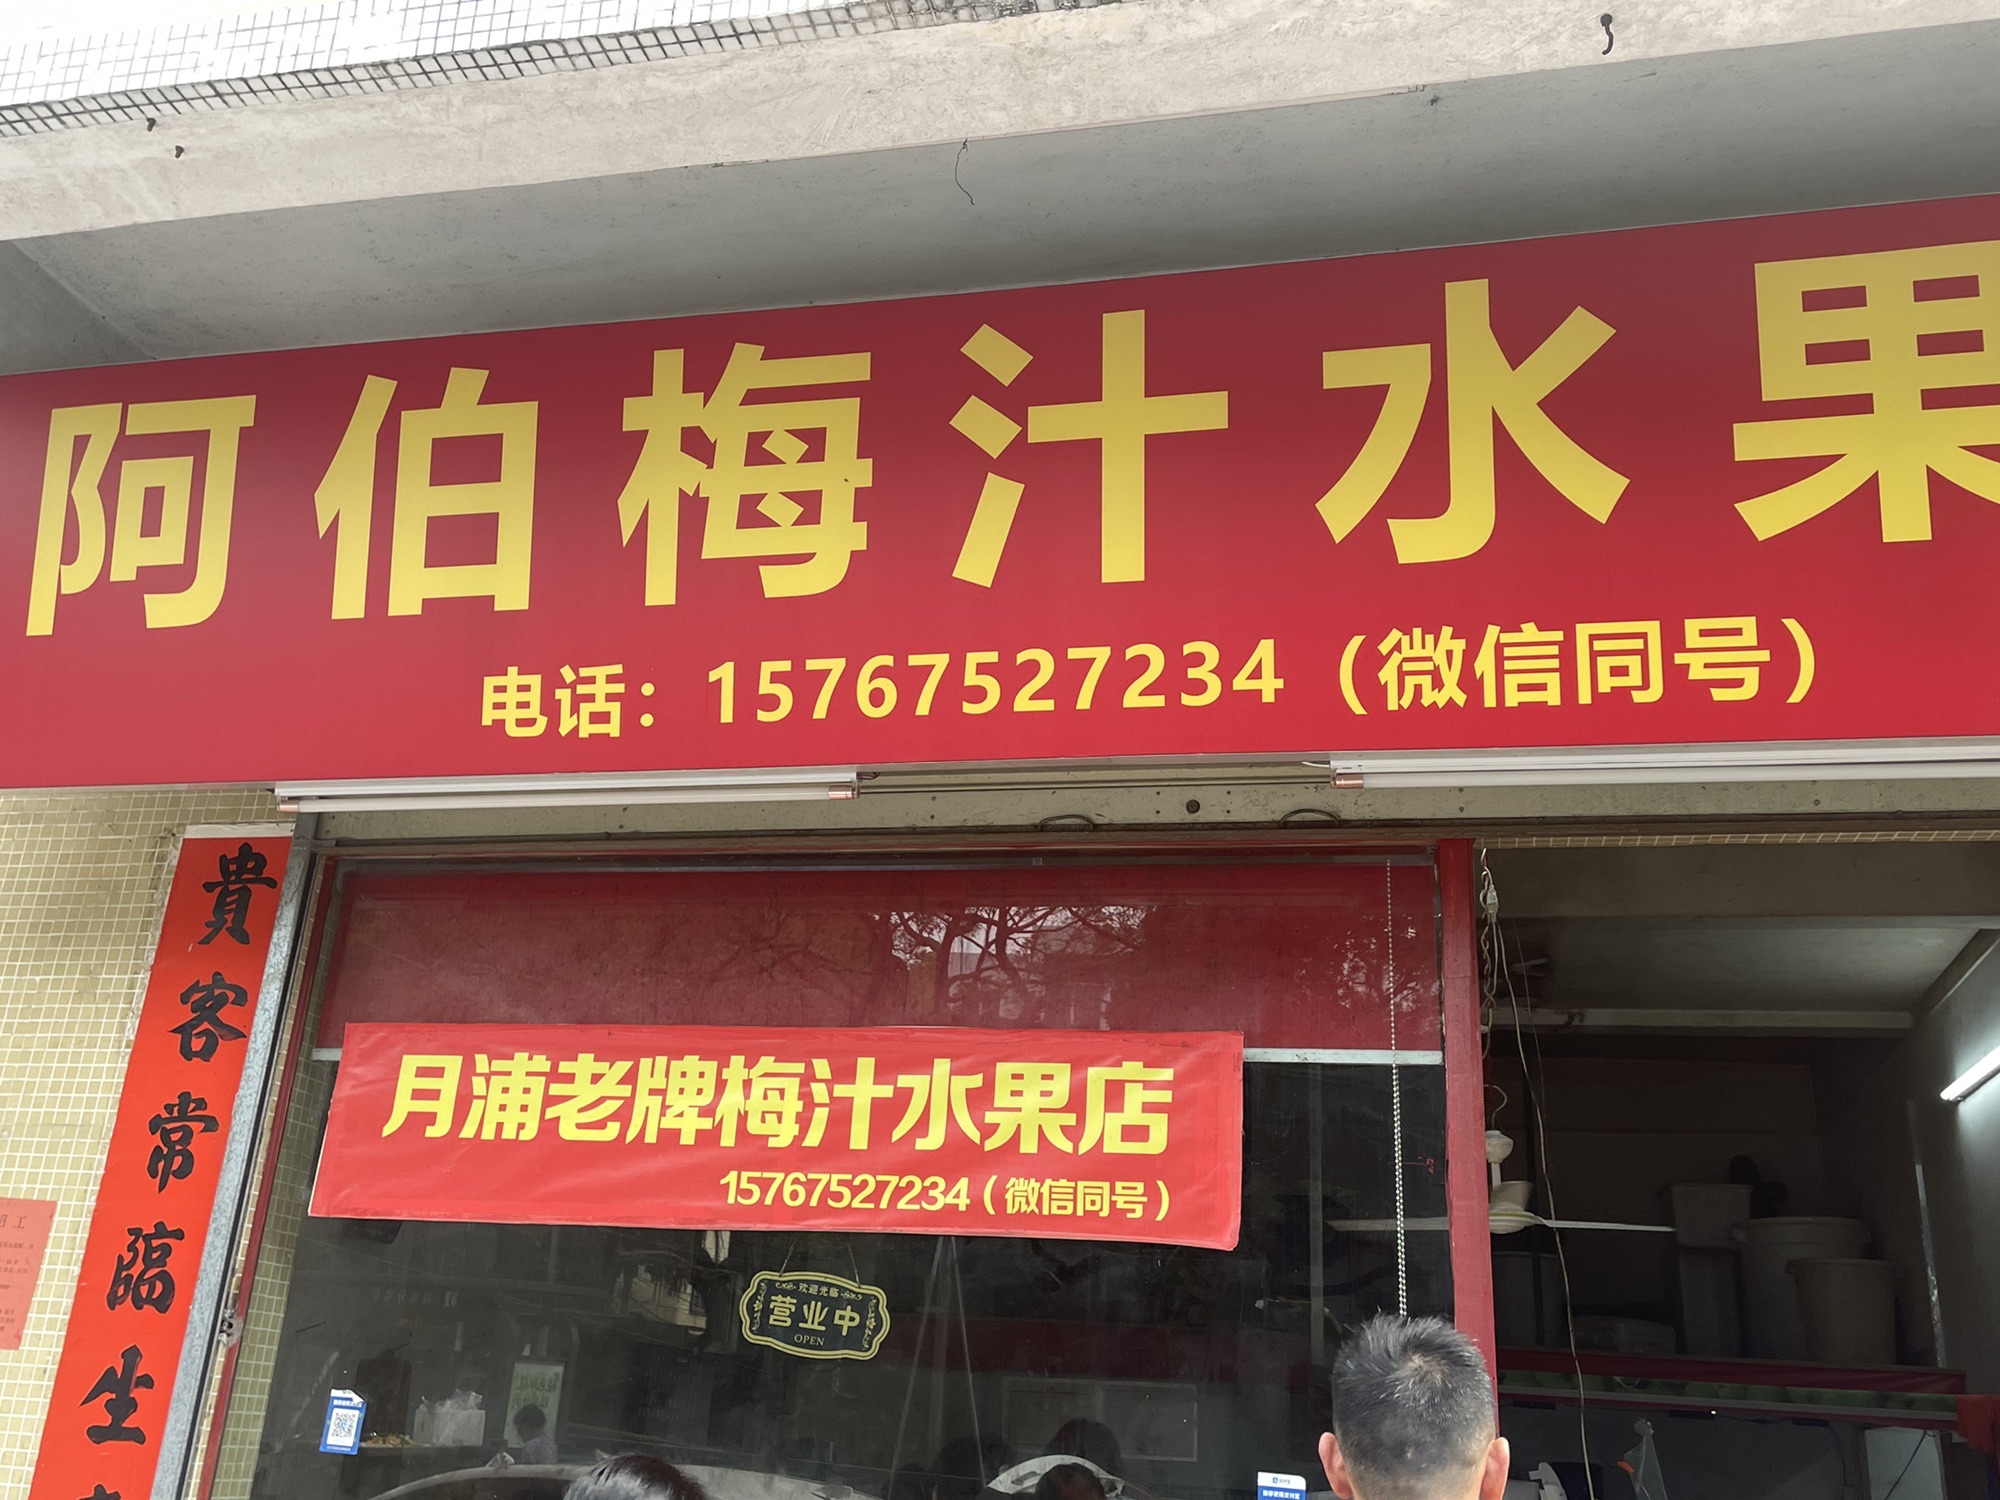 阿伯梅汁水果
电话：15767527234（微信同号）
月浦老牌梅汁水果店
15767527234（微信同号）
貴客常臨生
欢迎光临
营业中
OPEN
招工